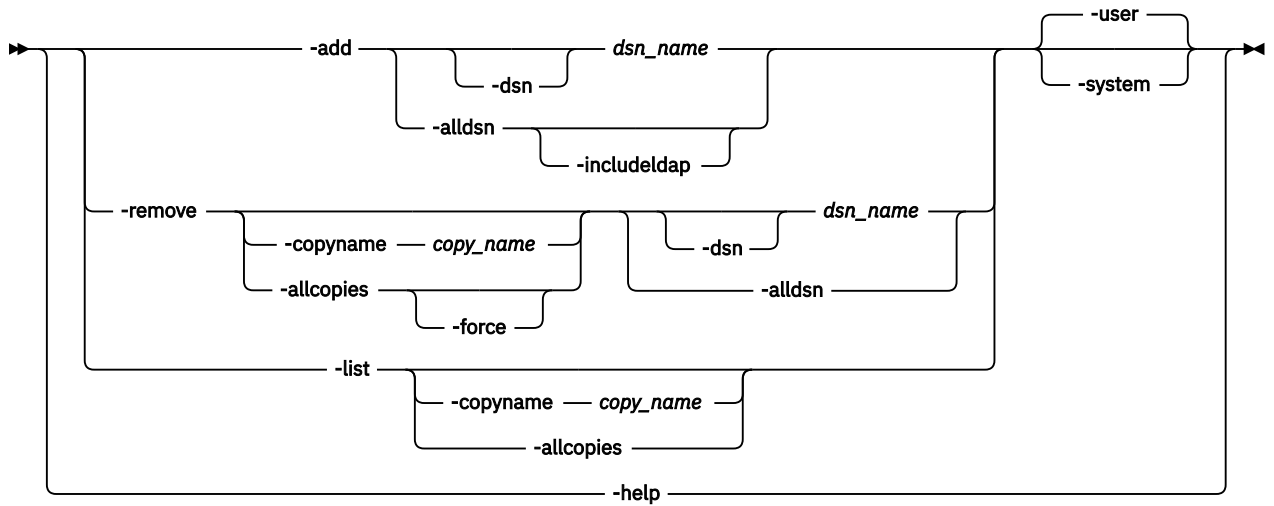 -user
-add dsn_name
-dsn -system
-alldsn
-includeldap
-remove dsn_name
-copyname copy_name -dsn
-allcopies -alldsn
-force
-list
-copyname copy_name
-allcopies
-help